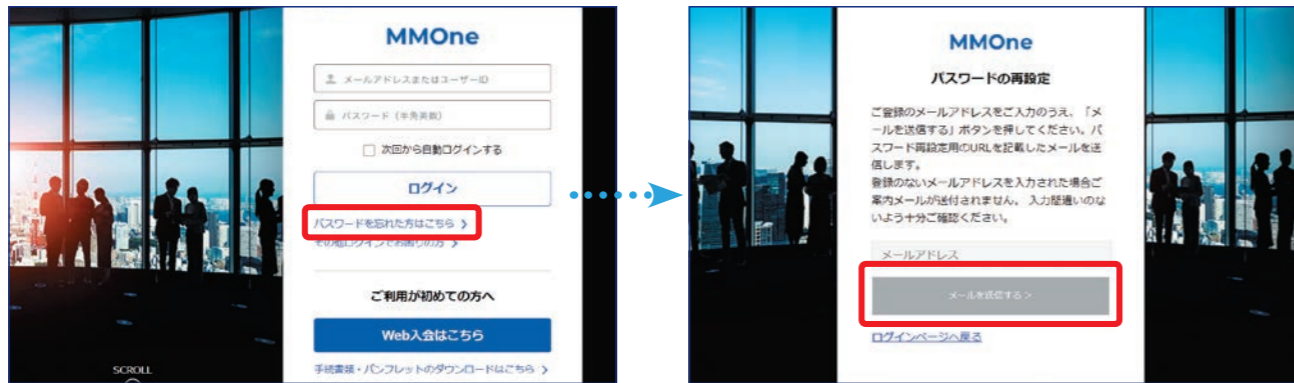 MMOne
メールアドレスまたはユーザーID
パスワード（半角英数）
次回から自動ログインする
ログイン
パスワードを忘れた方はこちら
その他ログインでお困りの方
ご利用が初めての方へ
Web入会はこちら
手続書類・パンフレットのダウンロードはこちら
SCROLL
MMOne
パスワードの再設定
ご登録のメールアドレスをご入力のうえ、「メ
ールを送信する」ボタンを押してください。パ
スワード再設定用のURLを記載したメールを送
信します。
登録のないメールアドレスを入力された場合ご
案内メールが送付されません。 入力間違いのな
いよう十分ご確認ください。
メールアドレス
メールを送信する >
ログインページへ戻る